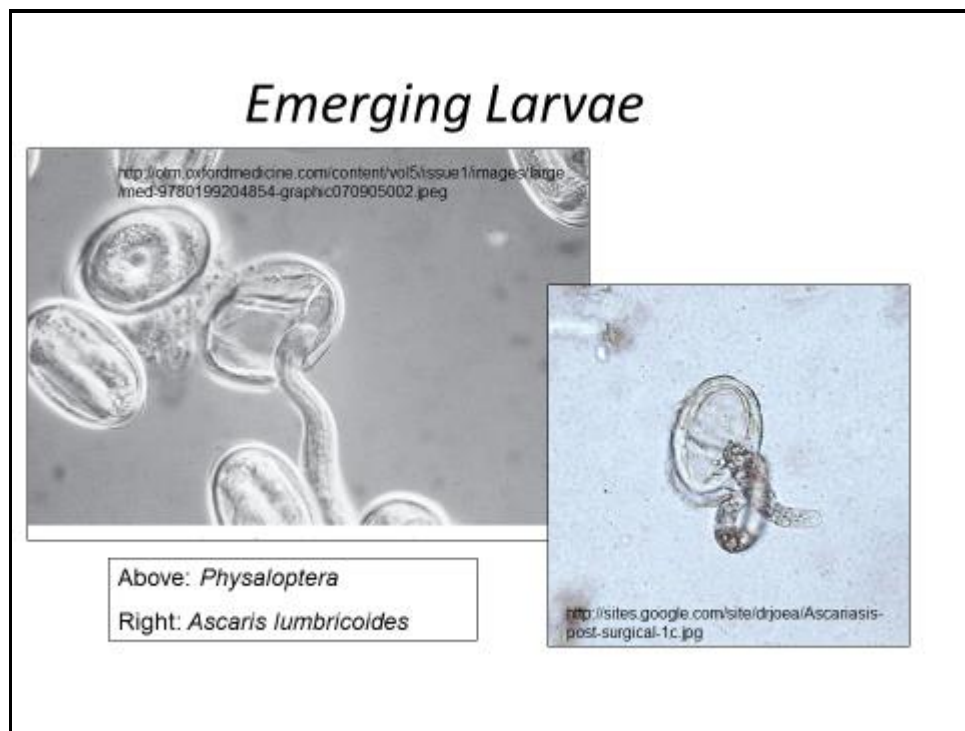 Emerging Larvae
http://otm.oxfordmedicine.com/content/vol5/issue1/images/large
/med-9780199204854-graphic070905002.jpeg
Above: Physaloptera
Right: Ascaris lumbricoides
http://sites.google.com/site/drjoea/Ascariasis-
post-surgical-1c.jpg